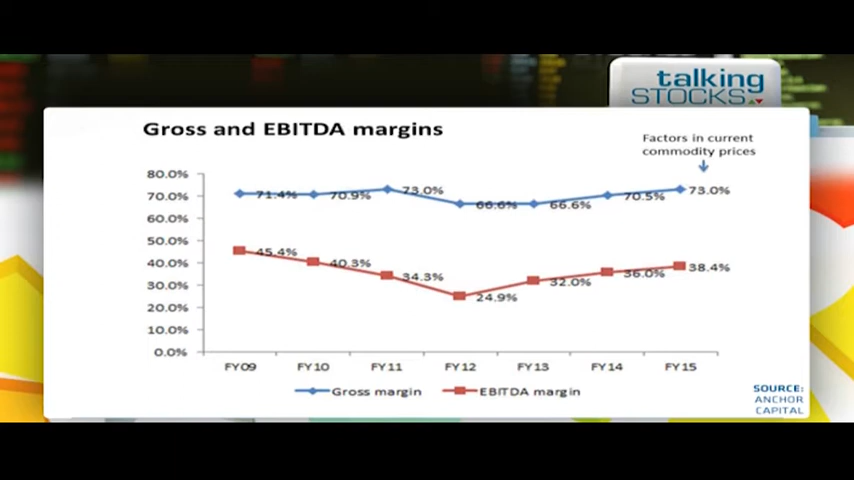 talking
STOCKS
Gross and EBITDA margins
Factors in current
commodity prices
80.0%
70.0%
60.0%
50.0%
40.0%
30.0%
20.0%
10.0%
0.0%
71.4% 70.9% 73.0% 66.6% 66.6% 70.5% 73.0%
45.4% 40.3% 34.3% 24.9% 32.0% 36.0% 38.4%
FY09 FY10 FY11 FY12 FY13 FY14 FY15
Gross margin EBITDA margin
SOURCE:
ANCHOR
CAPITAL